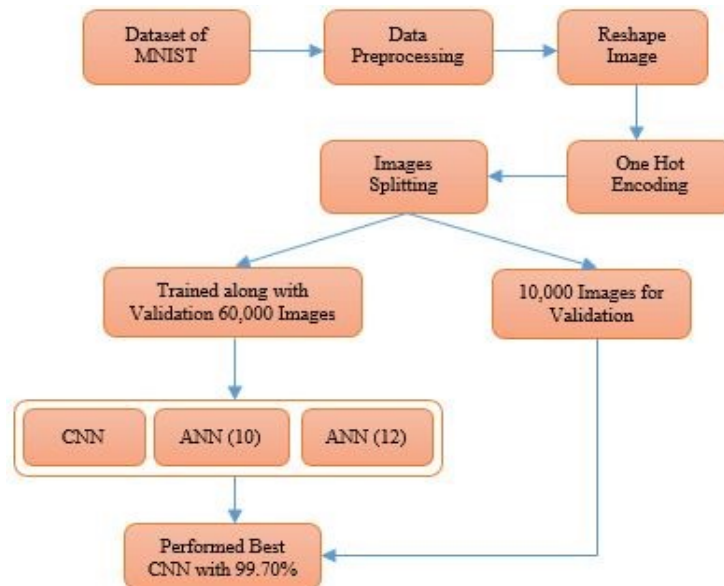 Dataset of
MNIST
Data
Preprocessing
Reshape
Image
One Hot
Encoding
Images
Splitting
Trained along with
Validation 60,000 Images
10,000 Images for
Validation
CNN
ANN (10)
ANN (12)
Performed Best
CNN with 99.70%